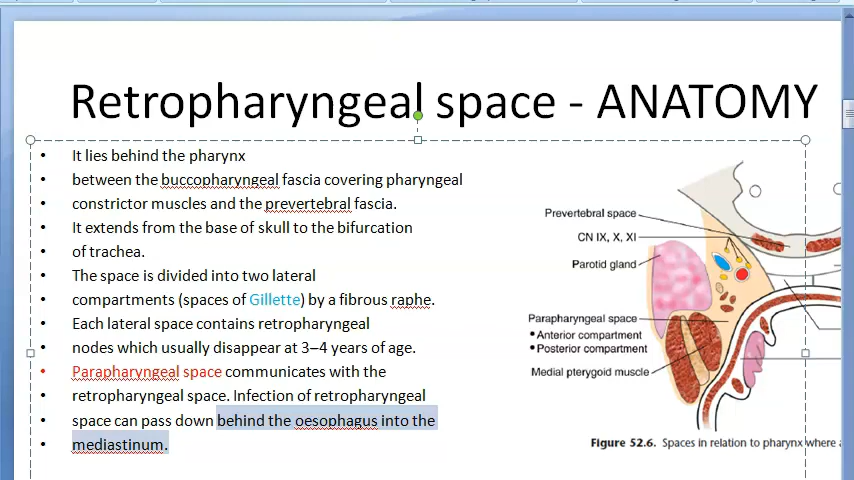 Retropharyngeal space - ANATOMY
• It lies behind the pharynx
• between the buccopharyngeal fascia covering pharyngeal
• constrictor muscles and the prevertebral fascia.
• It extends from the base of skull to the bifurcation
• of trachea.
• The space is divided into two lateral
• compartments (spaces of Gillette) by a fibrous raphe.
• Each lateral space contains retropharyngeal
• nodes which usually disappear at 3–4 years of age.
• Parapharyngeal space communicates with the
• retropharyngeal space. Infection of retropharyngeal
• space can pass down behind the oesophagus into the
• mediastinum.
Prevertebral space
CN IX, X, XI
Parotid gland
Parapharyngeal space
• Anterior compartment
• Posterior compartment
Medial pterygoid muscle
Figure 52.6. Spaces in relation to pharynx where